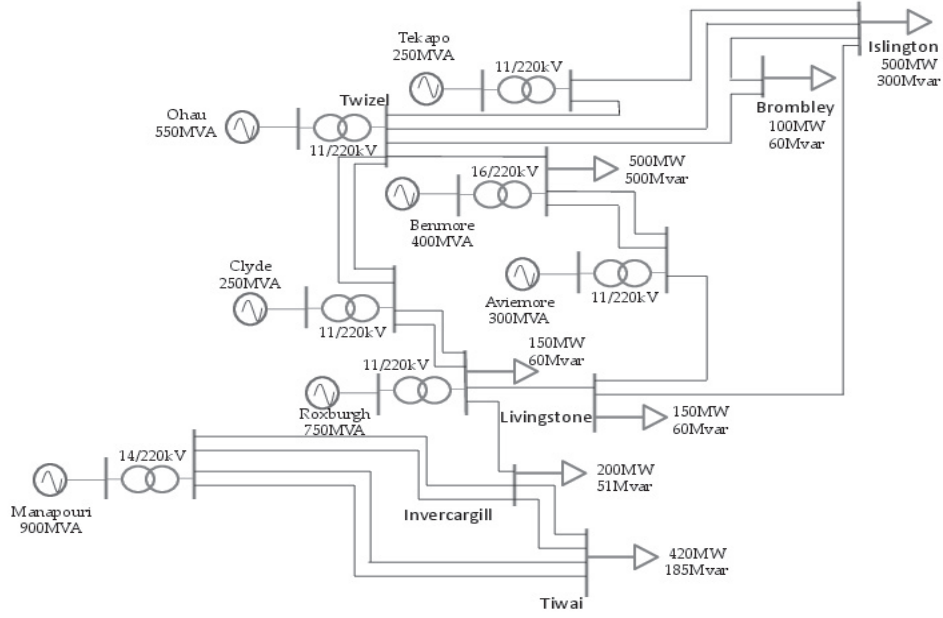 Tekapo
250MVA
11/220kV
Islington
500MW
300Mvar
Twizel
Brombley
100MW
60Mvar
Ohau
550MVA
11/220kV
16/220kV
500MW
500Mvar
Benmore
400MVA
Clyde
250MVA
11/220kV
Aviemore
300MVA
11/220kV
150MW
60Mvar
11/220kV
Roxburgh
750MVA
Livingstone
150MW
60Mvar
14/220kV
Manapouri
900MVA
200MW
51Mvar
Invercargill
420MW
185Mvar
Tiwai